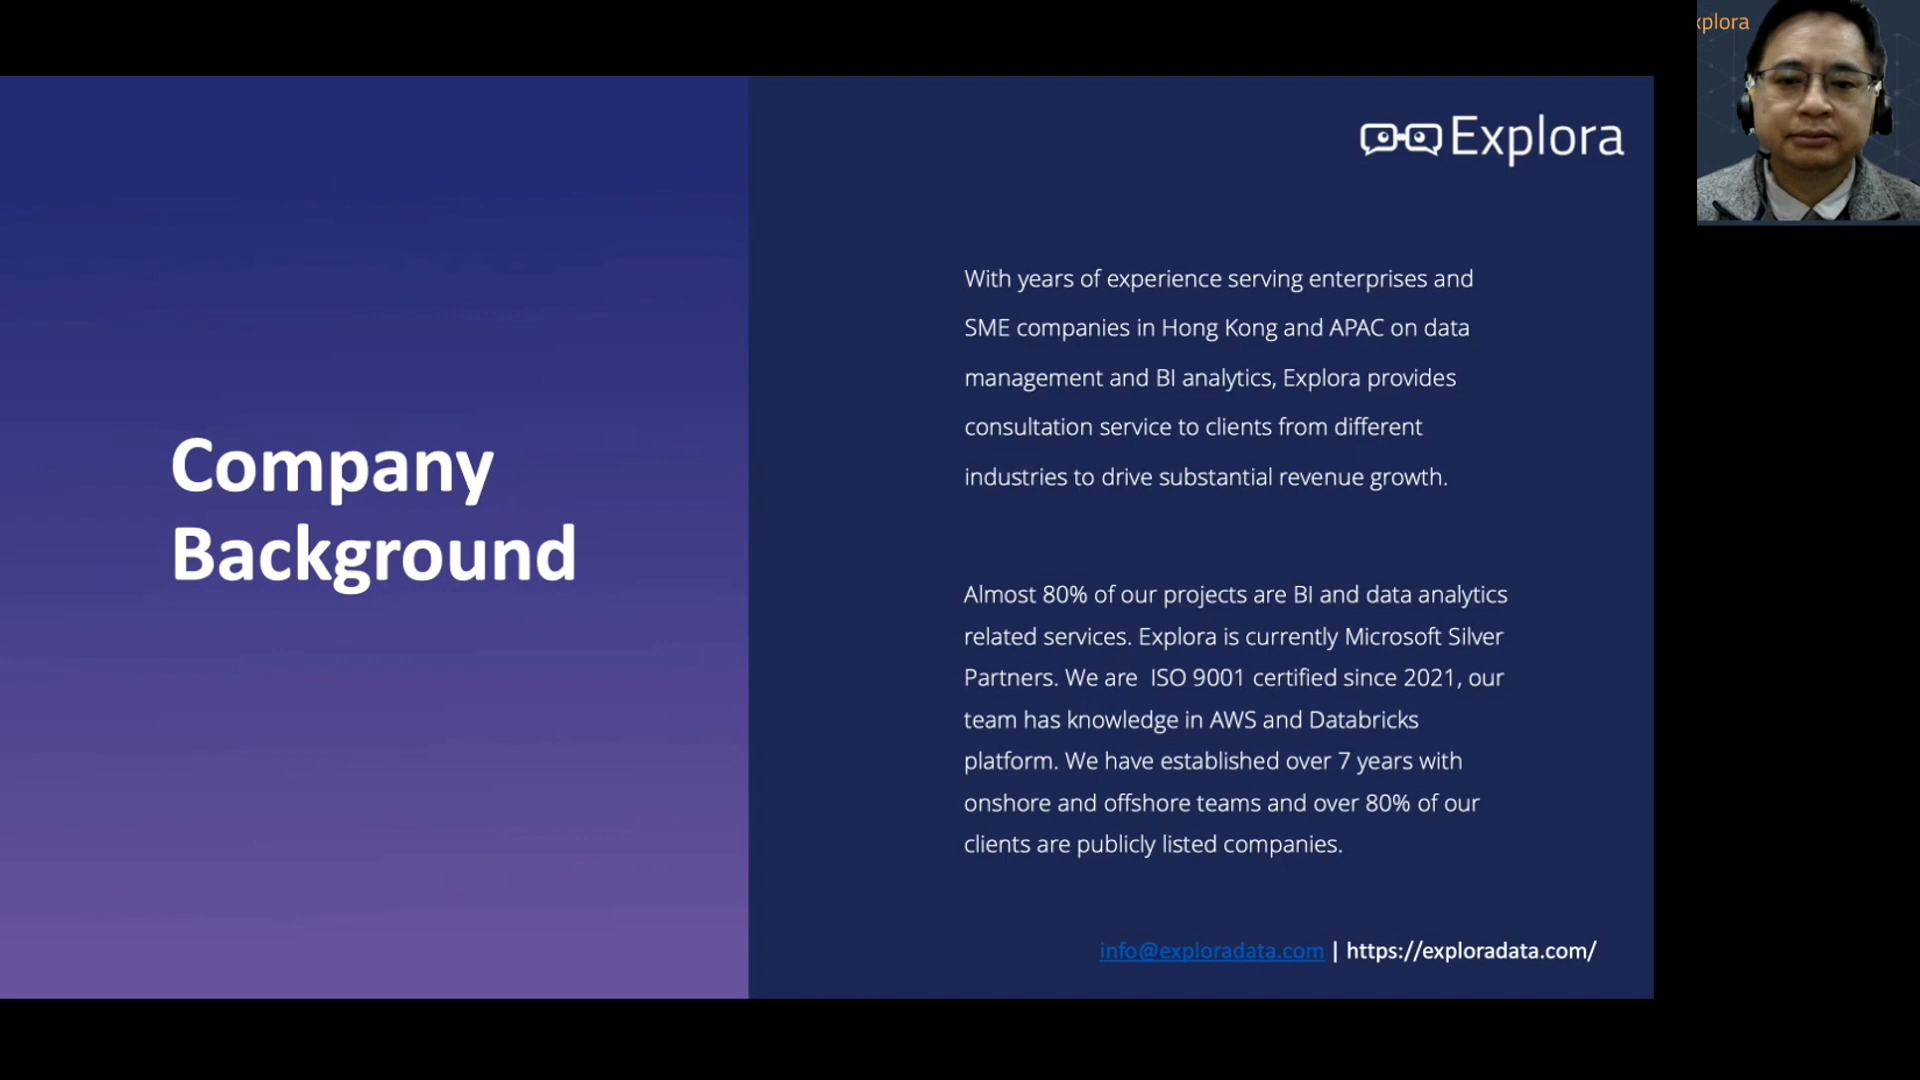 xplora
Explora
With years of experience serving enterprises and
SME companies in Hong Kong and APAC on data
management and BI analytics, Explora provides
consultation service to clients from different
industries to drive substantial revenue growth.
Company
Background
Almost 80% of our projects are BI and data analytics
related services. Explora is currently Microsoft Silver
Partners. We are  ISO 9001 certified since 2021, our
team has knowledge in AWS and Databricks
platform. We have established over 7 years with
onshore and offshore teams and over 80% of our
clients are publicly listed companies.
info@exploradata.com | https://exploradata.com/